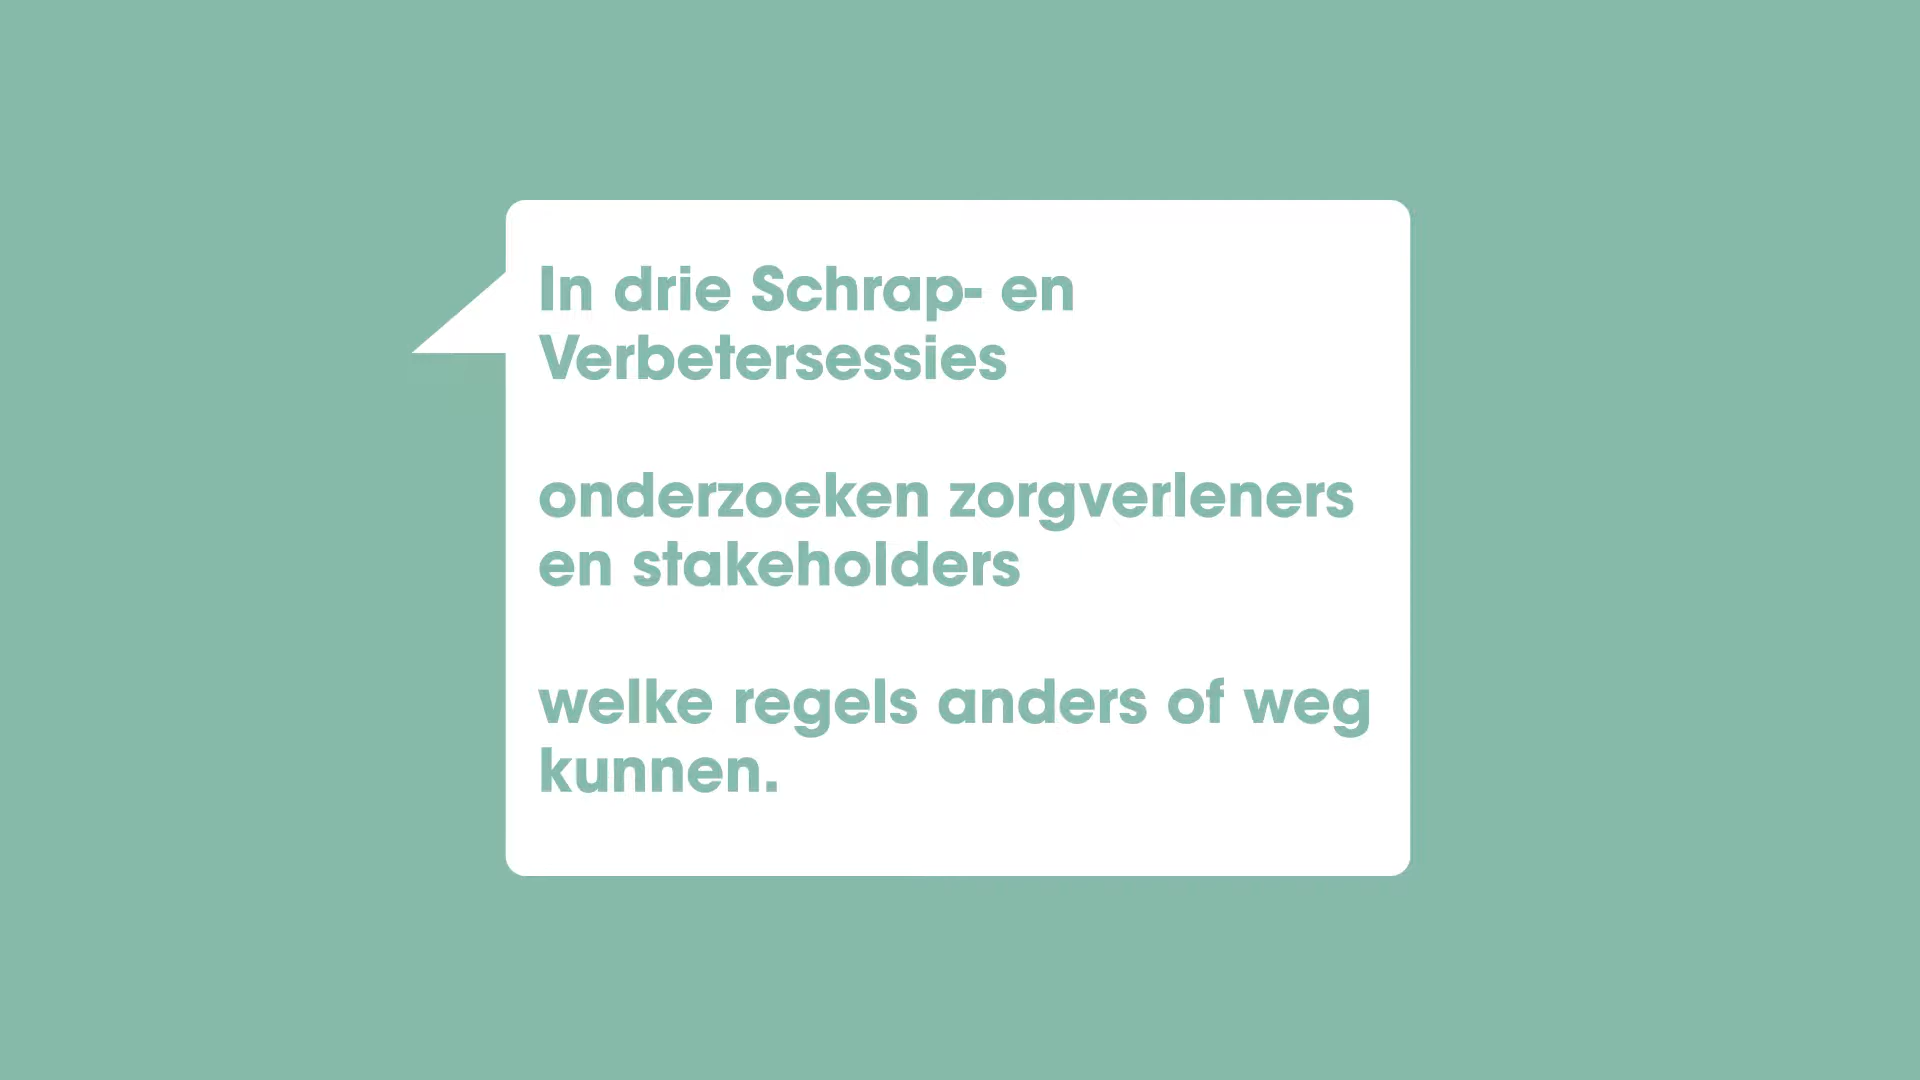 In drie Schrap- en
Verbetersessies
onderzoeken zorgverleners
en stakeholders
welke regels anders of weg
kunnen.